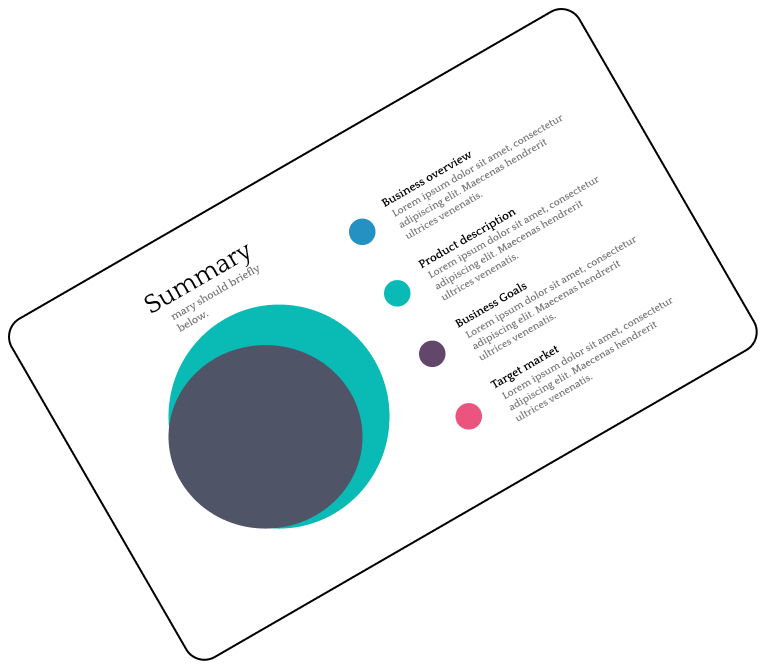 Summary
mary should briefly
below.
Business overview
Lorem ipsum dolor sit amet, consectetur
adipiscing elit. Maecenas hendrerit
ultrices venenatis.
Product description
Lorem ipsum dolor sit amet, consectetur
adipiscing elit. Maecenas hendrerit
ultrices venenatis.
Business Goals
Lorem ipsum dolor sit amet, consectetur
adipiscing elit. Maecenas hendrerit
ultrices venenatis.
Target market
Lorem ipsum dolor sit amet, consectetur
adipiscing elit. Maecenas hendrerit
ultrices venenatis.